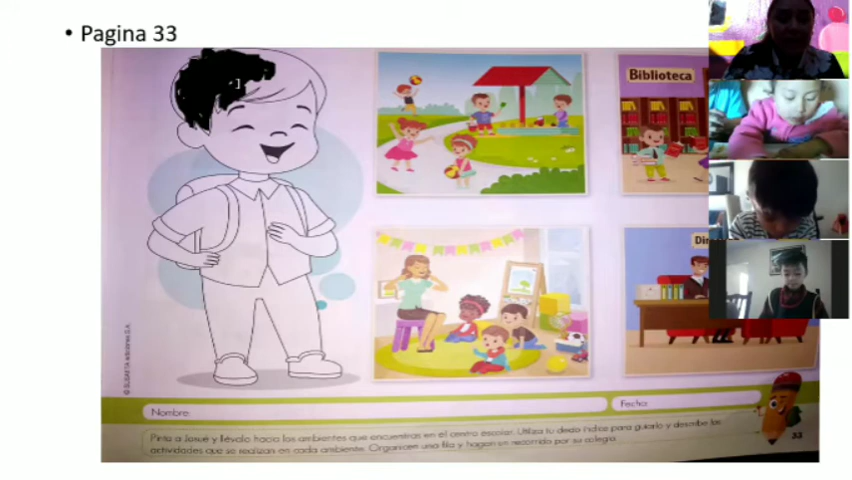 • Pagina 33
Biblioteca
Dir
Nombre:
Fecha:
Pinta a Josué y llévalo hacia los ambientes que encuentras en el centro escolar. Utiliza tu dedo índice para guiarlo y describe las
actividades que se realizan en cada ambiente. Organicen una fila y hagan un recorrido por su colegio.
33